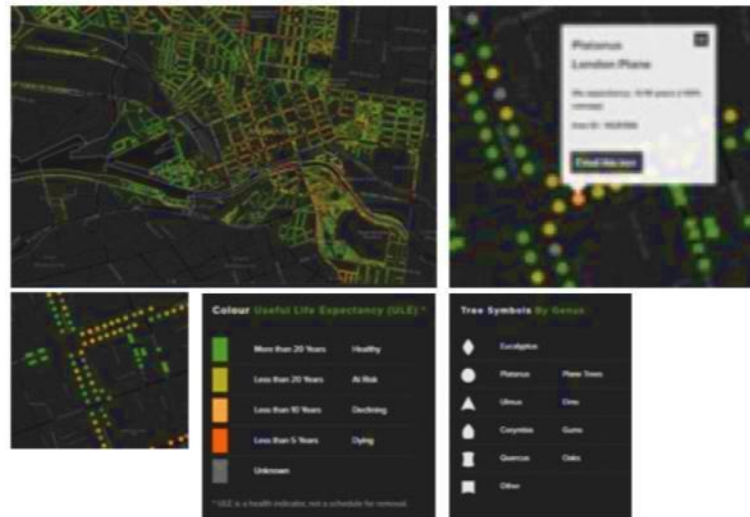 Platanus
London Plane
Email this tree
Colour Useful Life Expectancy (ULE) *
More than 20 Years Healthy
Less than 20 Years At Risk
Less than 10 Years Declining
Less than 5 Years Dying
Unknown
* ULE is a health indicator, not a schedule for removal.
Tree Symbols By Genus
Eucalyptus
Platanus Plane Trees
Ulmus Elms
Corymbia Gums
Quercus Oaks
Other